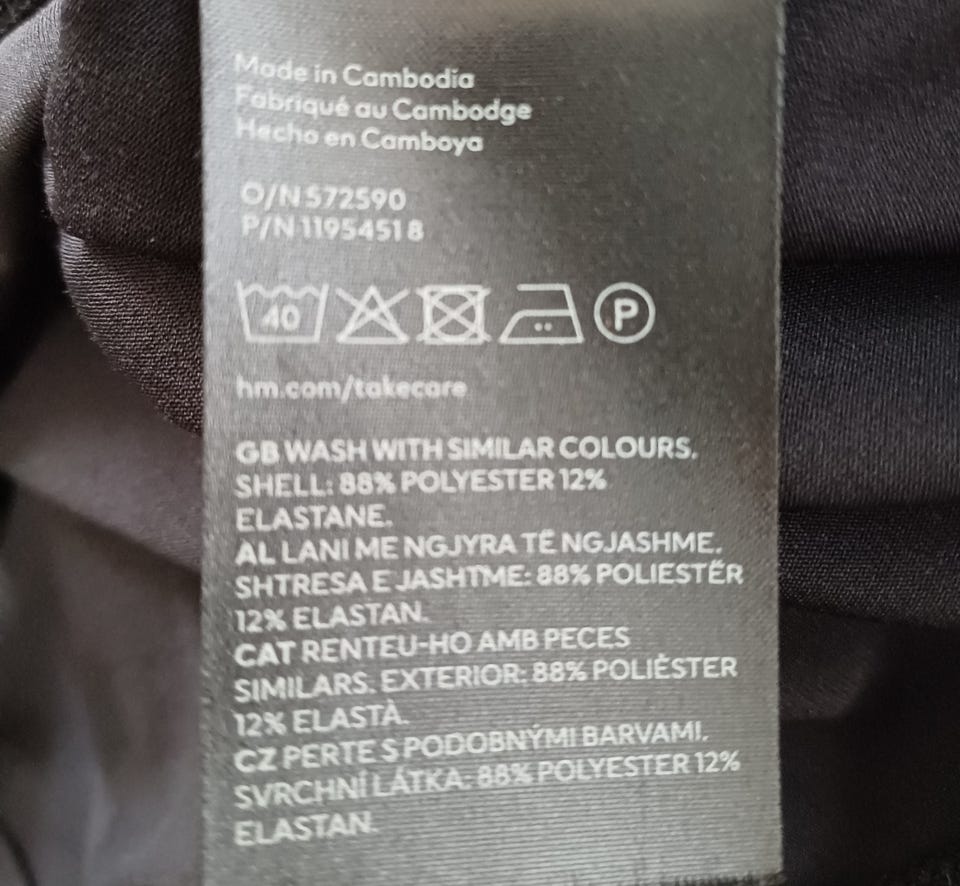 Made in Cambodia
Fabriqué au Cambodge
Hecho en Camboya
O/N 572590
P/N 11954518
40 P
hm.com/takecare
GB WASH WITH SIMILAR COLOURS.
SHELL: 88% POLYESTER 12%
ELASTANE.
AL LANI ME NGJYRA TË NGJASHME.
SHTRESA E JASHTME: 88% POLIESTËR
12% ELASTAN.
CAT RENTEU-HO AMB PECES
SIMILARS. EXTERIOR: 88% POLIÈSTER
12% ELASTÀ.
CZ PERTE S PODOBNÝMI BARVAMI.
SVRCHNÍ LÁTKA: 88% POLYESTER 12%
ELASTAN.